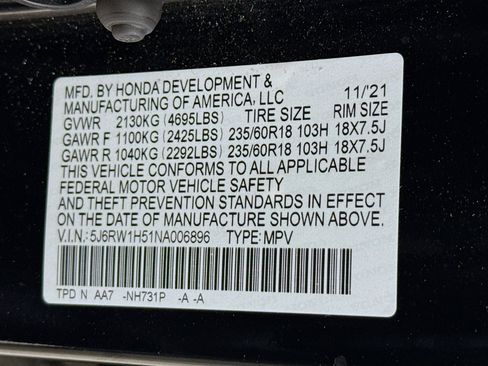 MFD. BY HONDA DEVELOPMENT &
MANUFACTURING OF AMERICA, LLC 11/21
GVWR 2130KG (4695LBS) TIRE SIZE RIM SIZE
GAWR F 1100KG (2425LBS) 235/60R18 103H 18X7.5J
GAWR R 1040KG (2292LBS) 235/60R18 103H 18X7.5J
THIS VEHICLE CONFORMS TO ALL APPLICABLE
FEDERAL MOTOR VEHICLE SAFETY
AND THEFT PREVENTION STANDARDS IN EFFECT
ON THE DATE OF MANUFACTURE SHOWN ABOVE.
V.I.N.: 5J6RW1H51NA006896 TYPE: MPV
TPD N AA7 -NH731P -A -A